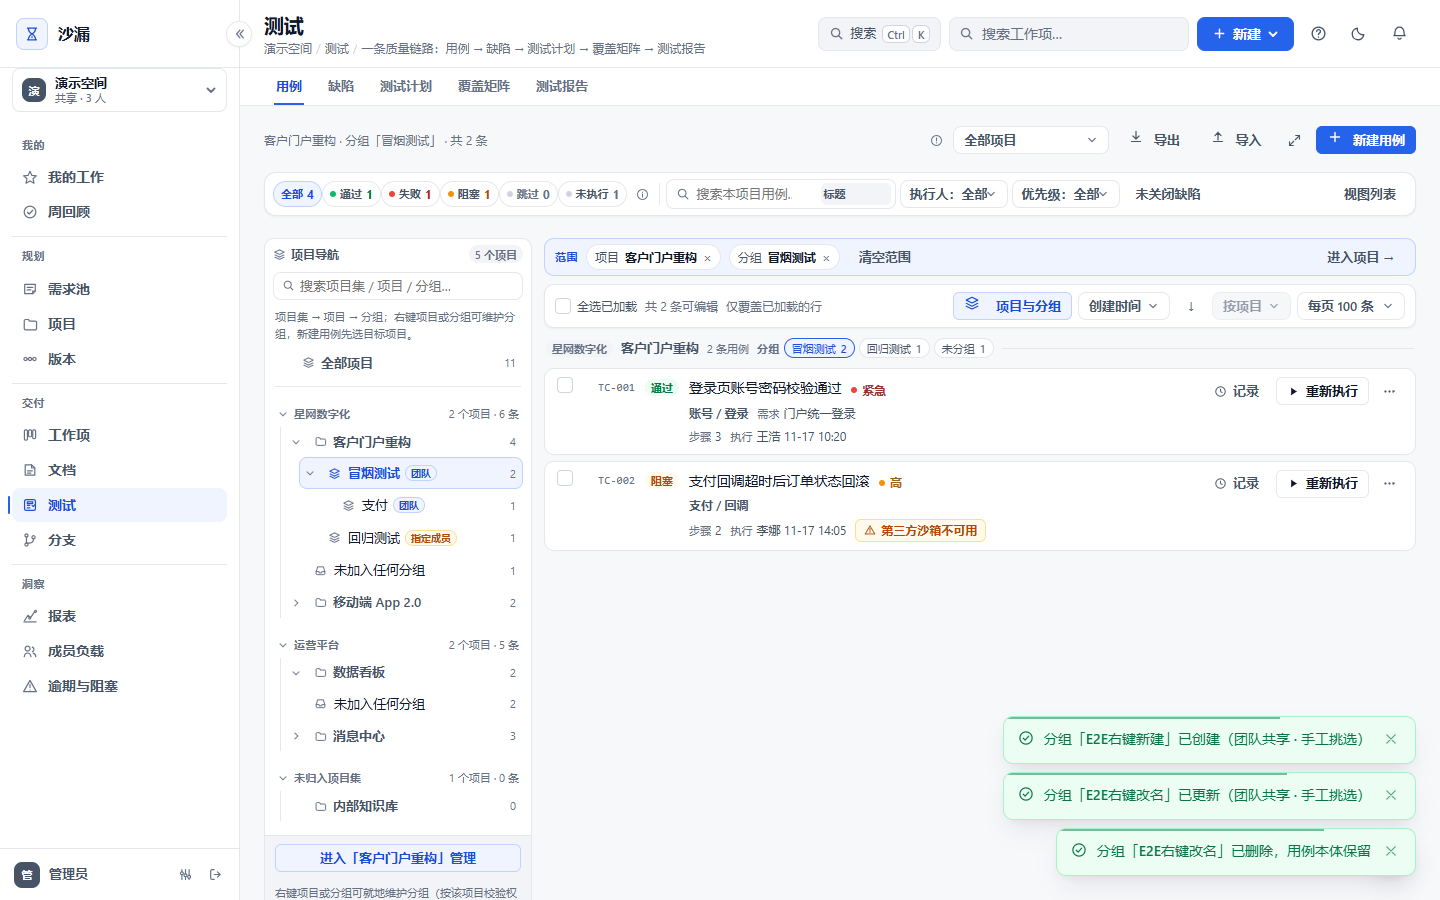 沙漏
测试
演示空间 / 测试 / 一条质量链路：用例 → 缺陷 → 测试计划 → 覆盖矩阵 → 测试报告
搜索 Ctrl K
搜索工作项...
新建
演
演示空间
共享 · 3 人
用例 缺陷 测试计划 覆盖矩阵 测试报告
我的
我的工作
周回顾
规划
需求池
项目
版本
交付
工作项
文档
测试
分支
洞察
报表
成员负载
逾期与阻塞
管 管理员
客户门户重构 · 分组「冒烟测试」 · 共 2 条
全部项目
导出
导入
新建用例
全部 4 通过 1 失败 1 阻塞 1 跳过 0 未执行 1
搜索本项目用例.. 标题
执行人：全部
优先级：全部
未关闭缺陷
视图列表
项目导航 5 个项目
搜索项目集 / 项目 / 分组...
项目集 → 项目 → 分组；右键项目或分组可维护分
组，新建用例先选目标项目。
全部项目 11
星网数字化 2 个项目 · 6 条
客户门户重构 4
冒烟测试 团队 2
支付 团队 1
回归测试 指定成员 1
未加入任何分组 1
移动端 App 2.0 2
运营平台 2 个项目 · 5 条
数据看板 2
未加入任何分组 2
消息中心 3
未归入项目集 1 个项目 · 0 条
内部知识库 0
进入「客户门户重构」管理
右键项目或分组可就地维护分组（按该项目校验权
范围 项目 客户门户重构 × 分组 冒烟测试 × 清空范围 进入项目 →
全选已加载 共 2 条可编辑 仅覆盖已加载的行
项目与分组 创建时间 ↓ 按项目 每页 100 条
星网数字化 客户门户重构 2 条用例 分组 冒烟测试 2 回归测试 1 未分组 1
TC-001 通过 登录页账号密码校验通过 紧急 记录 重新执行 ...
账号 / 登录 需求 门户统一登录
步骤 3 执行 王浩 11-17 10:20
TC-002 阻塞 支付回调超时后订单状态回滚 高 记录 重新执行 ...
支付 / 回调
步骤 2 执行 李娜 11-17 14:05 第三方沙箱不可用
分组「E2E右键新建」已创建（团队共享 · 手工挑选）
分组「E2E右键改名」已更新（团队共享 · 手工挑选）
分组「E2E右键改名」已删除，用例本体保留